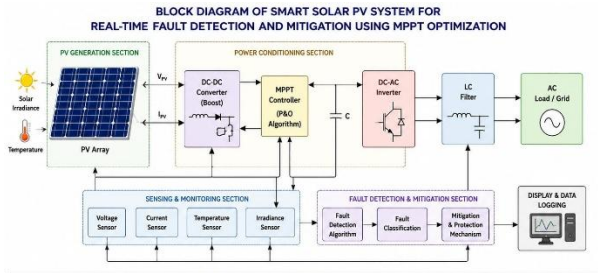 BLOCK DIAGRAM OF SMART SOLAR PV SYSTEM FOR
REAL-TIME FAULT DETECTION AND MITIGATION USING MPPT OPTIMIZATION
PV GENERATION SECTION
POWER CONDITIONING SECTION
Solar
Irradiance
Temperature
PV Array
VPV
IPV
DC-DC
Converter
(Boost)
MPPT
Controller
(P&O
Algorithm)
C
DC-AC
Inverter
LC
Filter
AC
Load / Grid
SENSING & MONITORING SECTION
Voltage
Sensor
Current
Sensor
Temperature
Sensor
Irradiance
Sensor
FAULT DETECTION & MITIGATION SECTION
Fault
Detection
Algorithm
Fault
Classification
Mitigation
& Protection
Mechanism
DISPLAY & DATA
LOGGING